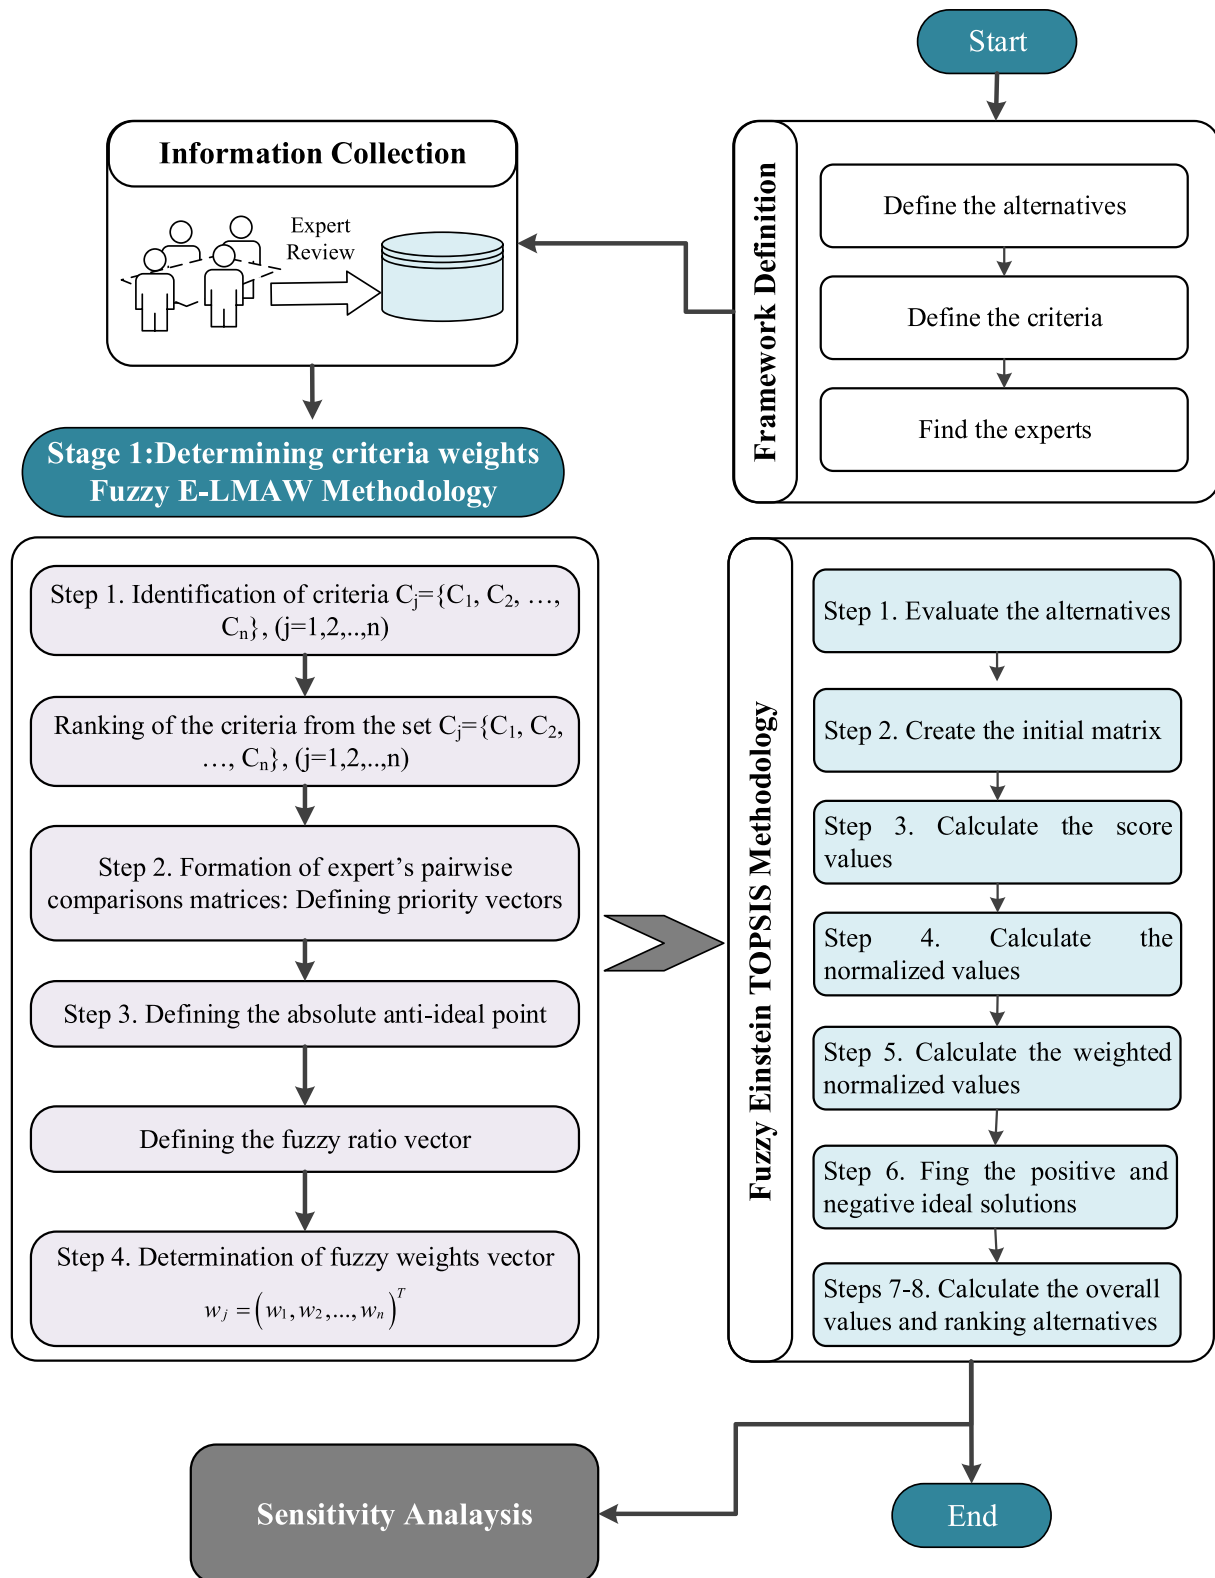 Start
Framework Definition
Define the alternatives
Define the criteria
Find the experts
Information Collection
Expert
Review
Stage 1:Determining criteria weights
Fuzzy E-LMAW Methodology
Step 1. Identification of criteria Cj={C1, C2, …,
Cn}, (j=1,2,..,n)
Ranking of the criteria from the set Cj={C1, C2,
…, Cn}, (j=1,2,..,n)
Step 2. Formation of expert’s pairwise
comparisons matrices: Defining priority vectors
Step 3. Defining the absolute anti-ideal point
Defining the fuzzy ratio vector
Step 4. Determination of fuzzy weights vector
wj = (w1, w2,..., wn)^T
Fuzzy Einstein TOPSIS Methodology
Step 1. Evaluate the alternatives
Step 2. Create the initial matrix
Step 3. Calculate the score
values
Step 4. Calculate the
normalized values
Step 5. Calculate the weighted
normalized values
Step 6. Fing the positive and
negative ideal solutions
Steps 7-8. Calculate the overall
values and ranking alternatives
Sensitivity Analaysis
End